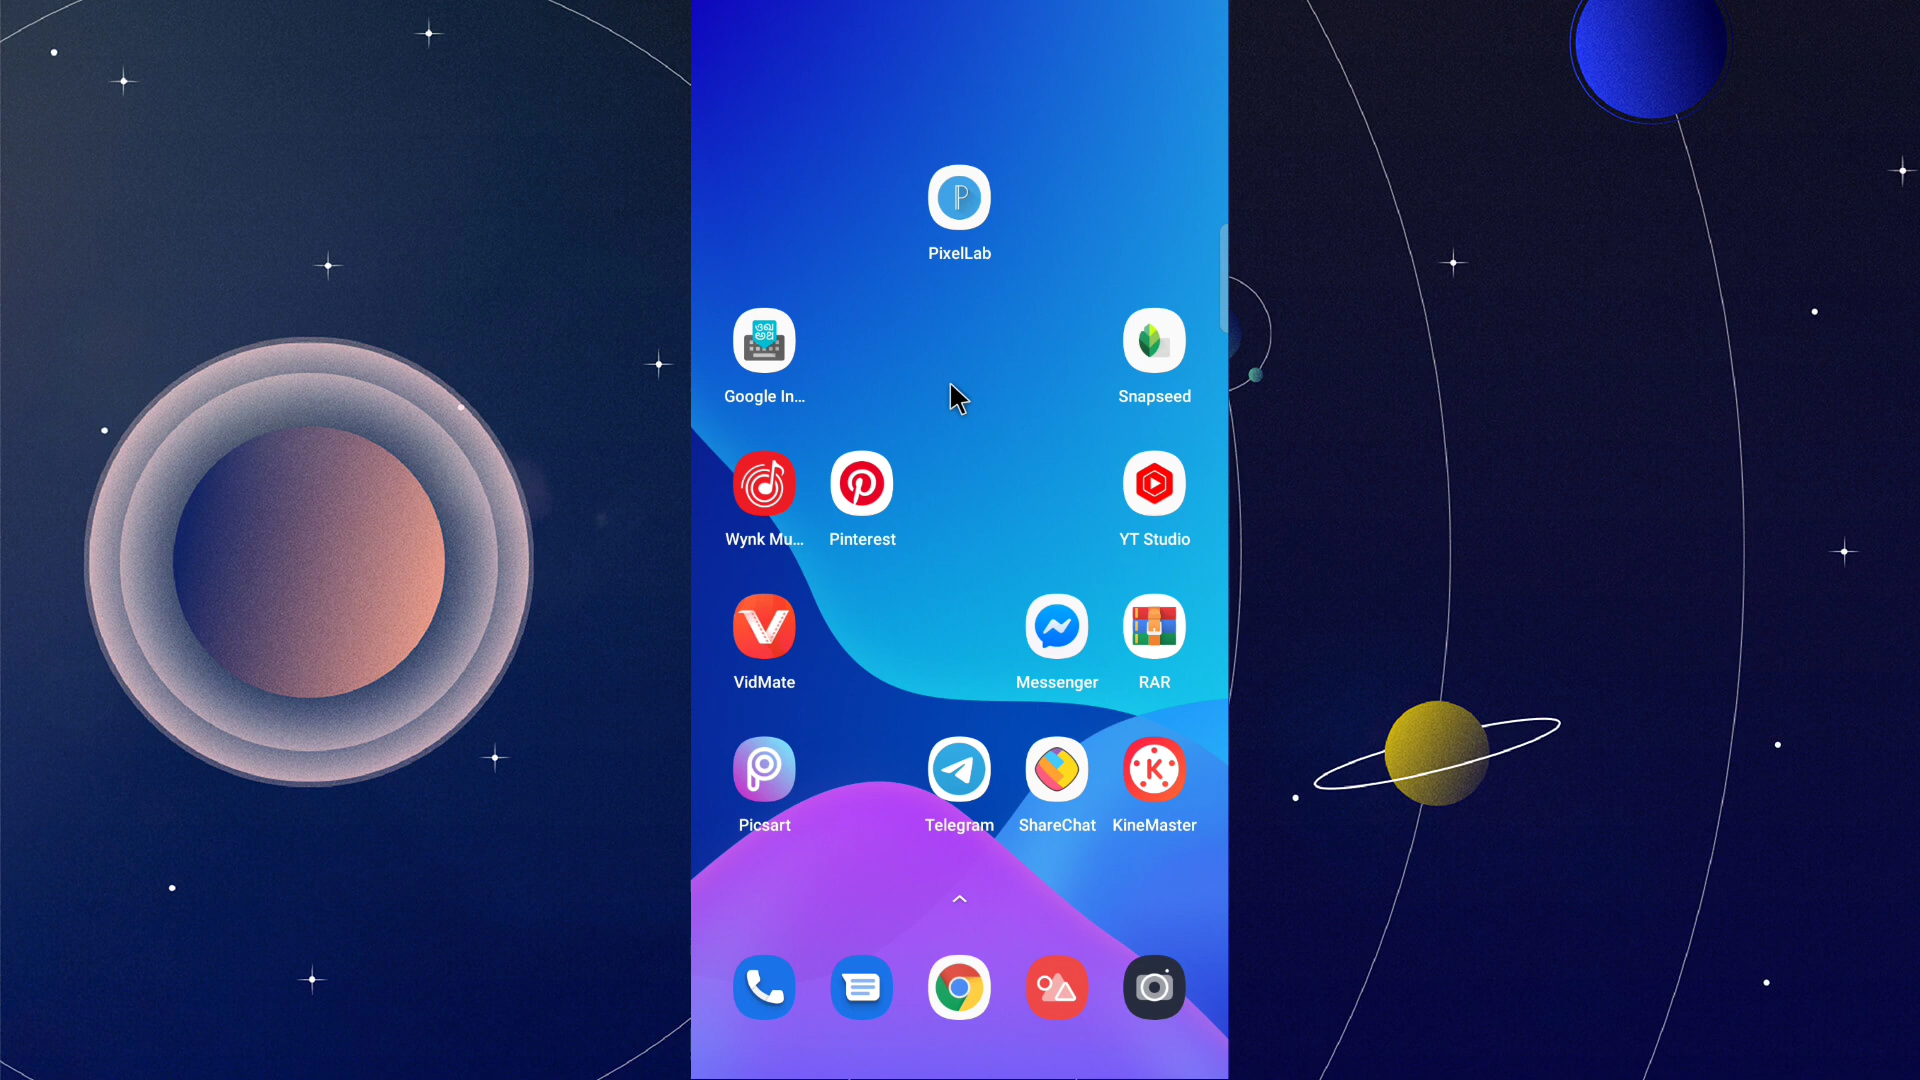 PixelLab
Google In...
Snapseed
Wynk Mu...
Pinterest
YT Studio
VidMate
Messenger
RAR
Picsart
Telegram
ShareChat
KineMaster